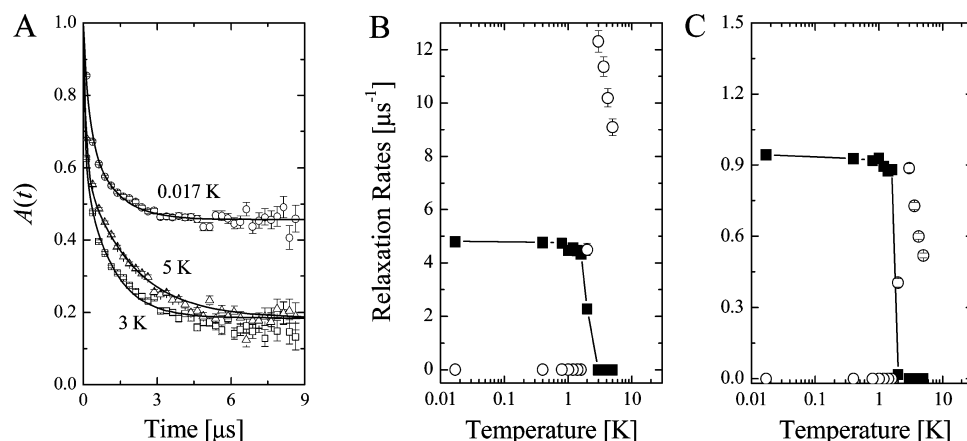 A
1.0
0.8
0.6
0.4
0.2
0.0
A(t)
0.017 K
5 K
3 K
0
3
6
9
Time [μs]
B
12
10
8
6
4
2
0
Relaxation Rates [μs⁻¹]
0.01
0.1
1
10
Temperature [K]
C
1.5
1.2
0.9
0.6
0.3
0.0
0.01
0.1
1
10
Temperature [K]